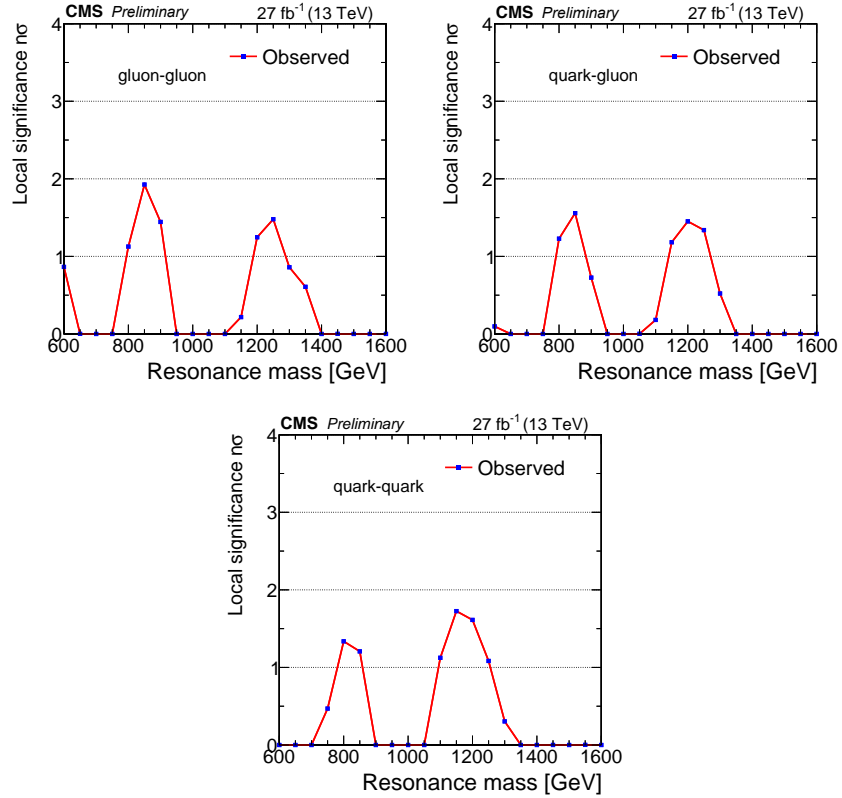 CMS Preliminary 27 fb⁻¹ (13 TeV)
Local significance nσ
4
3
2
1
0
Observed
gluon-gluon
600 800 1000 1200 1400 1600
Resonance mass [GeV]
CMS Preliminary 27 fb⁻¹ (13 TeV)
Local significance nσ
4
3
2
1
0
Observed
quark-gluon
600 800 1000 1200 1400 1600
Resonance mass [GeV]
CMS Preliminary 27 fb⁻¹ (13 TeV)
Local significance nσ
4
3
2
1
0
Observed
quark-quark
600 800 1000 1200 1400 1600
Resonance mass [GeV]